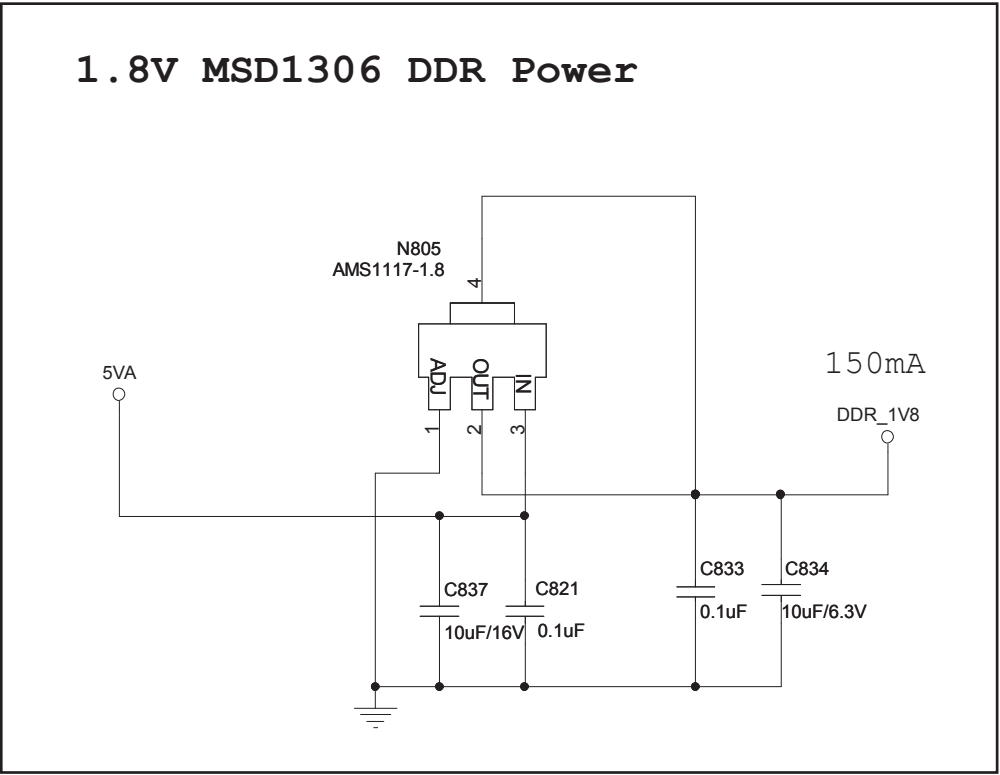 1.8V MSD1306 DDR Power
N805
AMS1117-1.8
4
ADJ
OUT
IN
1
2
3
5VA
150mA
DDR_1V8
C837
10uF/16V
C821
0.1uF
C833
0.1uF
C834
10uF/6.3V